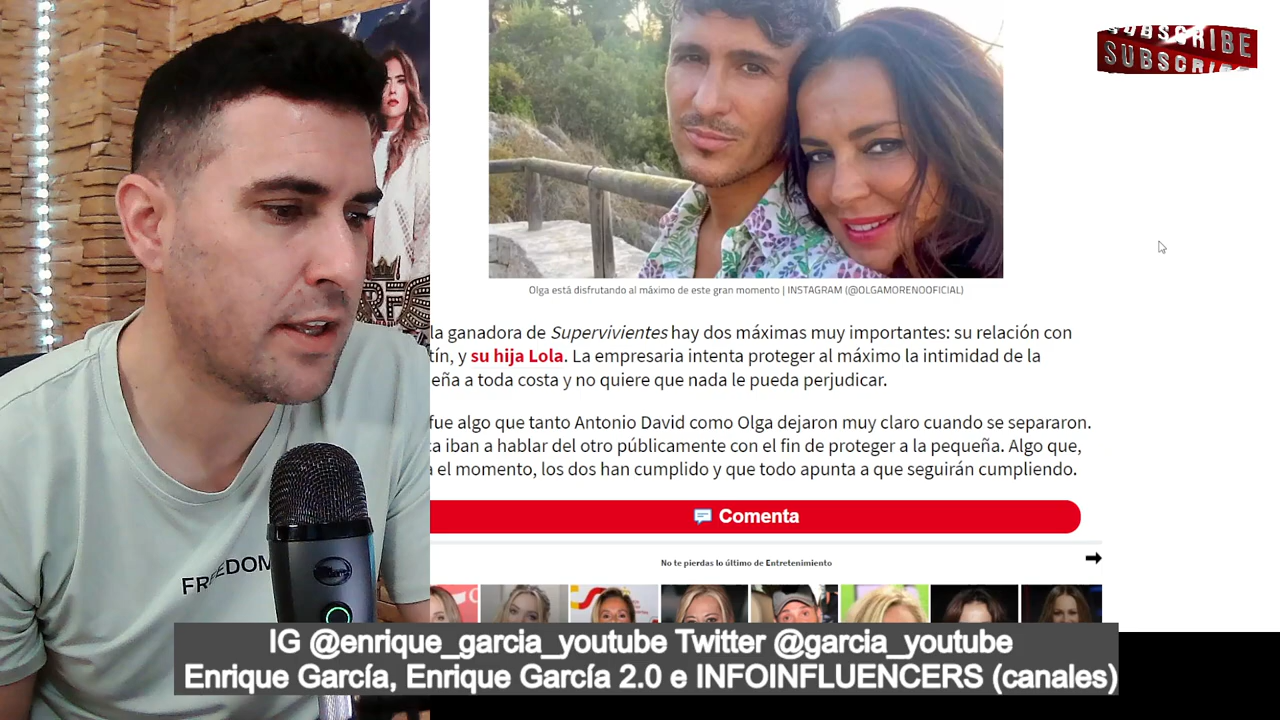 SUBSCRIBE
SUBSCRIBE
Olga está disfrutando al máximo de este gran momento | INSTAGRAM (@OLGAMORENOOFICIAL)
la ganadora de Supervivientes hay dos máximas muy importantes: su relación con
tín, y su hija Lola. La empresaria intenta proteger al máximo la intimidad de la
eña a toda costa y no quiere que nada le pueda perjudicar.
fue algo que tanto Antonio David como Olga dejaron muy claro cuando se separaron.
a iban a hablar del otro públicamente con el fin de proteger a la pequeña. Algo que,
el momento, los dos han cumplido y que todo apunta a que seguirán cumpliendo.
Comenta
No te pierdas lo último de Entretenimiento
FREEDOM
IG @enrique_garcia_youtube Twitter @garcia_youtube
Enrique García, Enrique García 2.0 e INFOINFLUENCERS (canales)